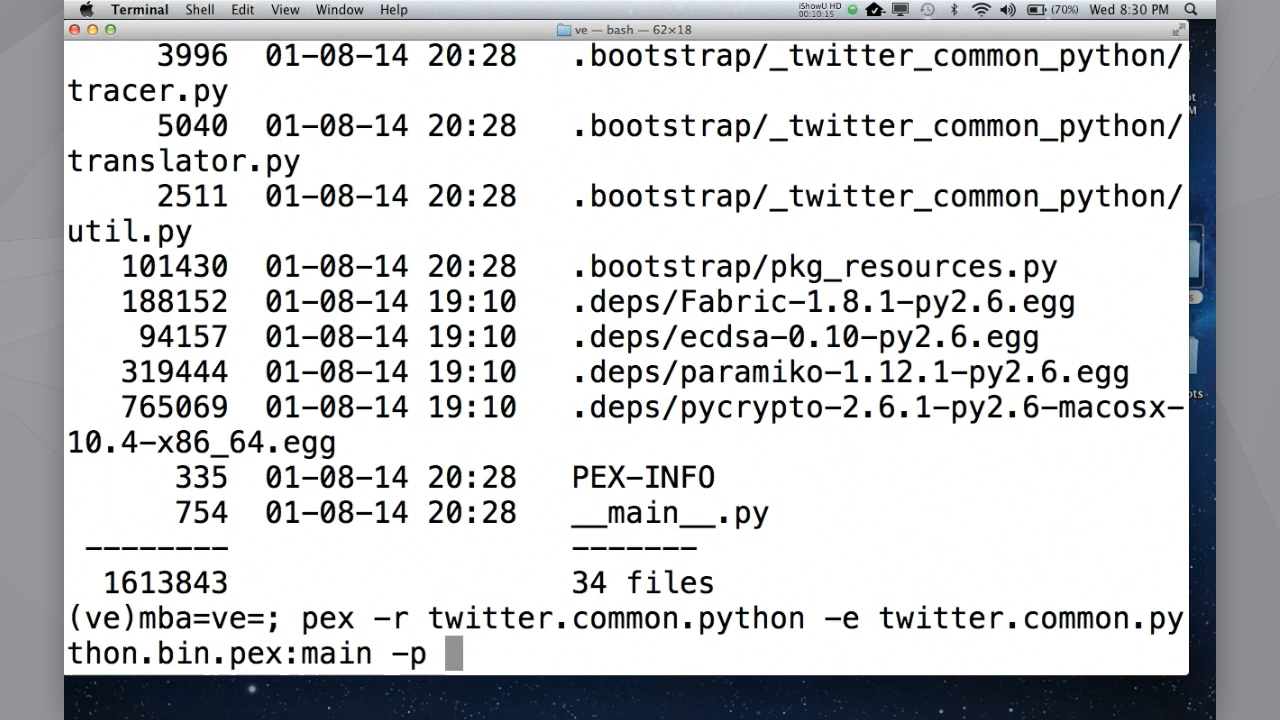 Terminal Shell Edit View Window Help iShowU HD 00:10:15 (70%) Wed 8:30 PM
ve — bash — 62×18
3996 01-08-14 20:28 .bootstrap/_twitter_common_python/
tracer.py
5040 01-08-14 20:28 .bootstrap/_twitter_common_python/
translator.py
2511 01-08-14 20:28 .bootstrap/_twitter_common_python/
util.py
101430 01-08-14 20:28 .bootstrap/pkg_resources.py
188152 01-08-14 19:10 .deps/Fabric-1.8.1-py2.6.egg
94157 01-08-14 19:10 .deps/ecdsa-0.10-py2.6.egg
319444 01-08-14 19:10 .deps/paramiko-1.12.1-py2.6.egg
765069 01-08-14 19:10 .deps/pycrypto-2.6.1-py2.6-macosx-
10.4-x86_64.egg
335 01-08-14 20:28 PEX-INFO
754 01-08-14 20:28 __main__.py
-------- -------
1613843 34 files
(ve)mba=ve=; pex -r twitter.common.python -e twitter.common.py
thon.bin.pex:main -p